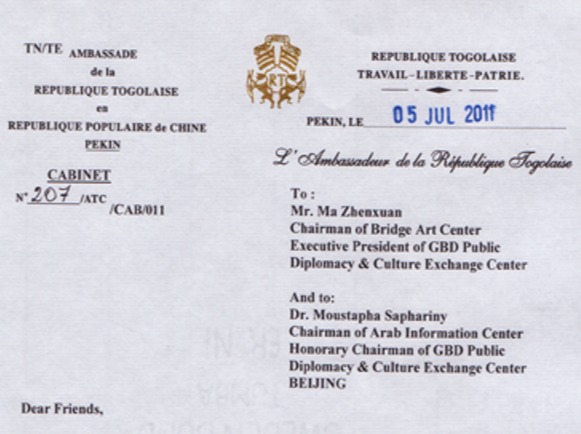 TN/TE AMBASSADE
de la
REPUBLIQUE TOGOLAISE
en
REPUBLIQUE POPULAIRE de CHINE
PEKIN
CABINET
N° 207 /ATC
/CAB/011
RT
REPUBLIQUE TOGOLAISE
TRAVAIL-LIBERTE-PATRIE.
PEKIN, LE 05 JUL 2011
L'Ambassadeur de la République Togolaise
To :
Mr. Ma Zhenxuan
Chairman of Bridge Art Center
Executive President of GBD Public
Diplomacy & Culture Exchange Center
And to:
Dr. Moustapha Saphariny
Chairman of Arab Information Center
Honorary Chairman of GBD Public
Diplomacy & Culture Exchange Center
BEIJING
Dear Friends,